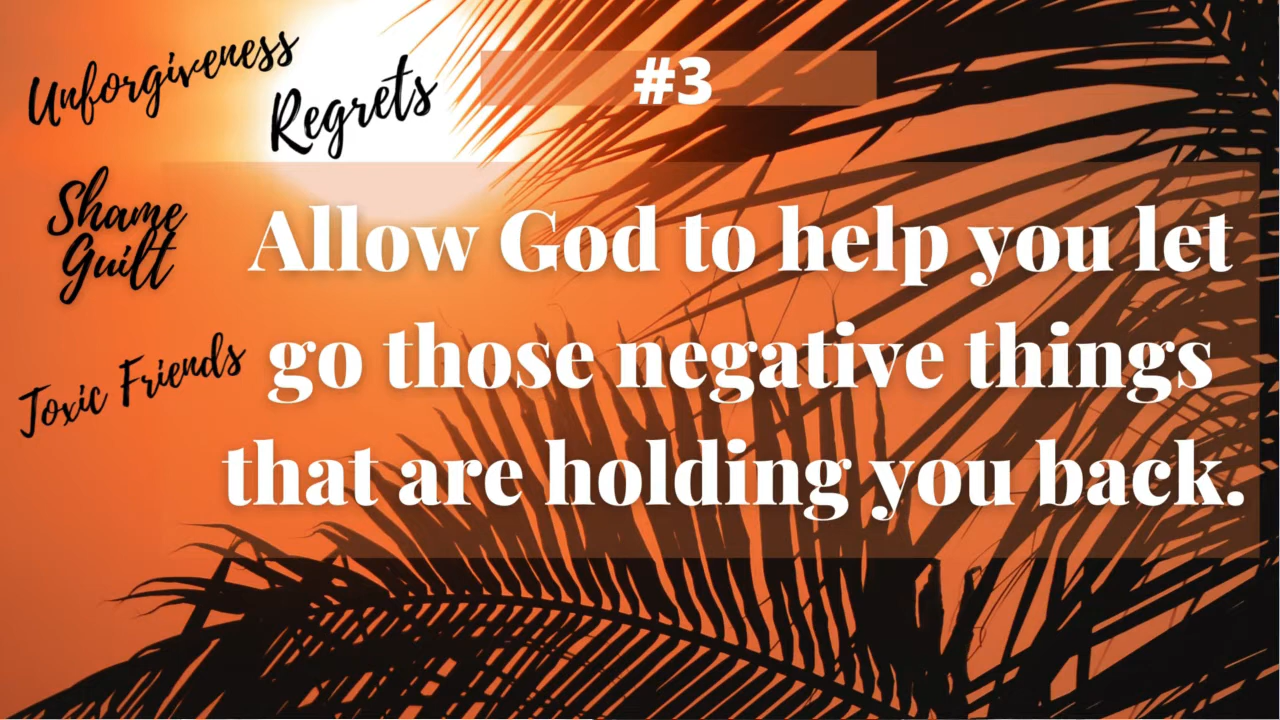 Unforgiveness
Regrets
#3
Shame
Guilt
Toxic Friends
Allow God to help you let
go those negative things
that are holding you back.